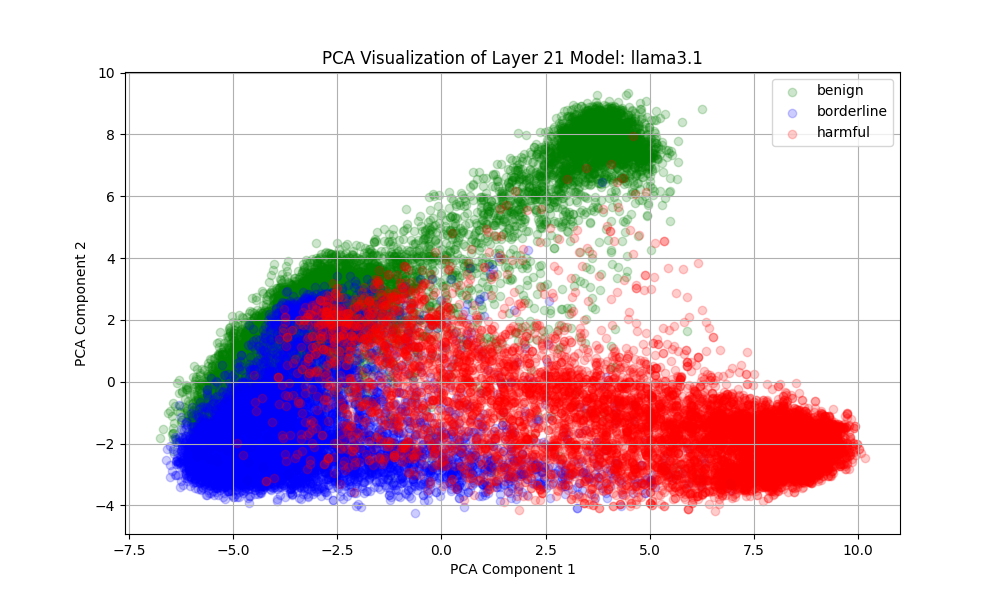 PCA Visualization of Layer 21 Model: llama3.1
benign
borderline
harmful
PCA Component 2
10
8
6
4
2
0
−2
−4
−7.5 −5.0 −2.5 0.0 2.5 5.0 7.5 10.0
PCA Component 1